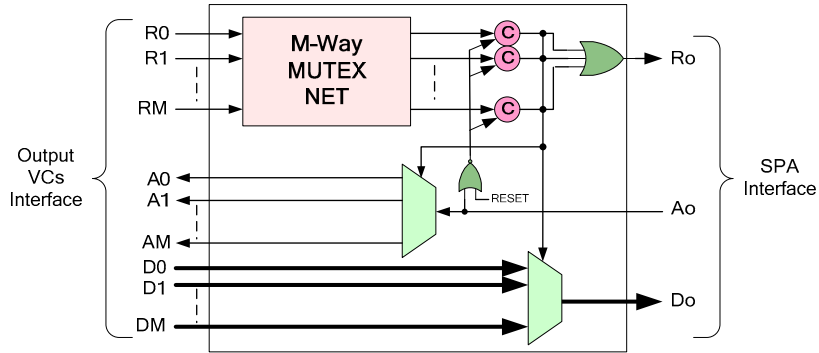 R0
R1
RM
M-Way
MUTEX
NET
C
C
C
Ro
Output
VCs
Interface
A0
A1
AM
RESET
Ao
SPA
Interface
D0
D1
DM
Do